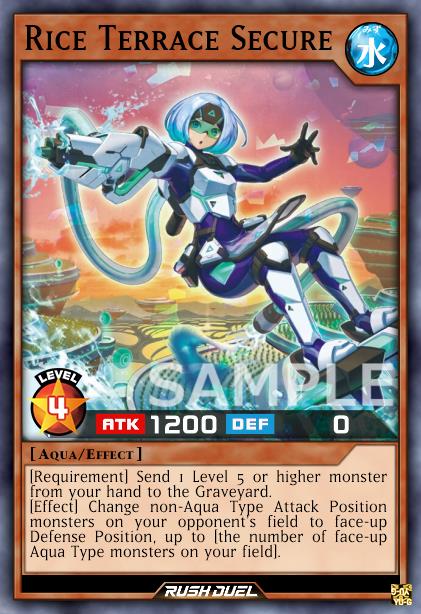 RICE TERRACE SECURE
みず
水
SAMPLE
LEVEL
4
ATK 1200 DEF 0
[AQUA/EFFECT]
[Requirement] Send 1 Level 5 or higher monster
from your hand to the Graveyard.
[Effect] Change non-Aqua Type Attack Position
monsters on your opponent's field to face-up
Defense Position, up to [the number of face-up
Aqua Type monsters on your field].
RUSH DUEL